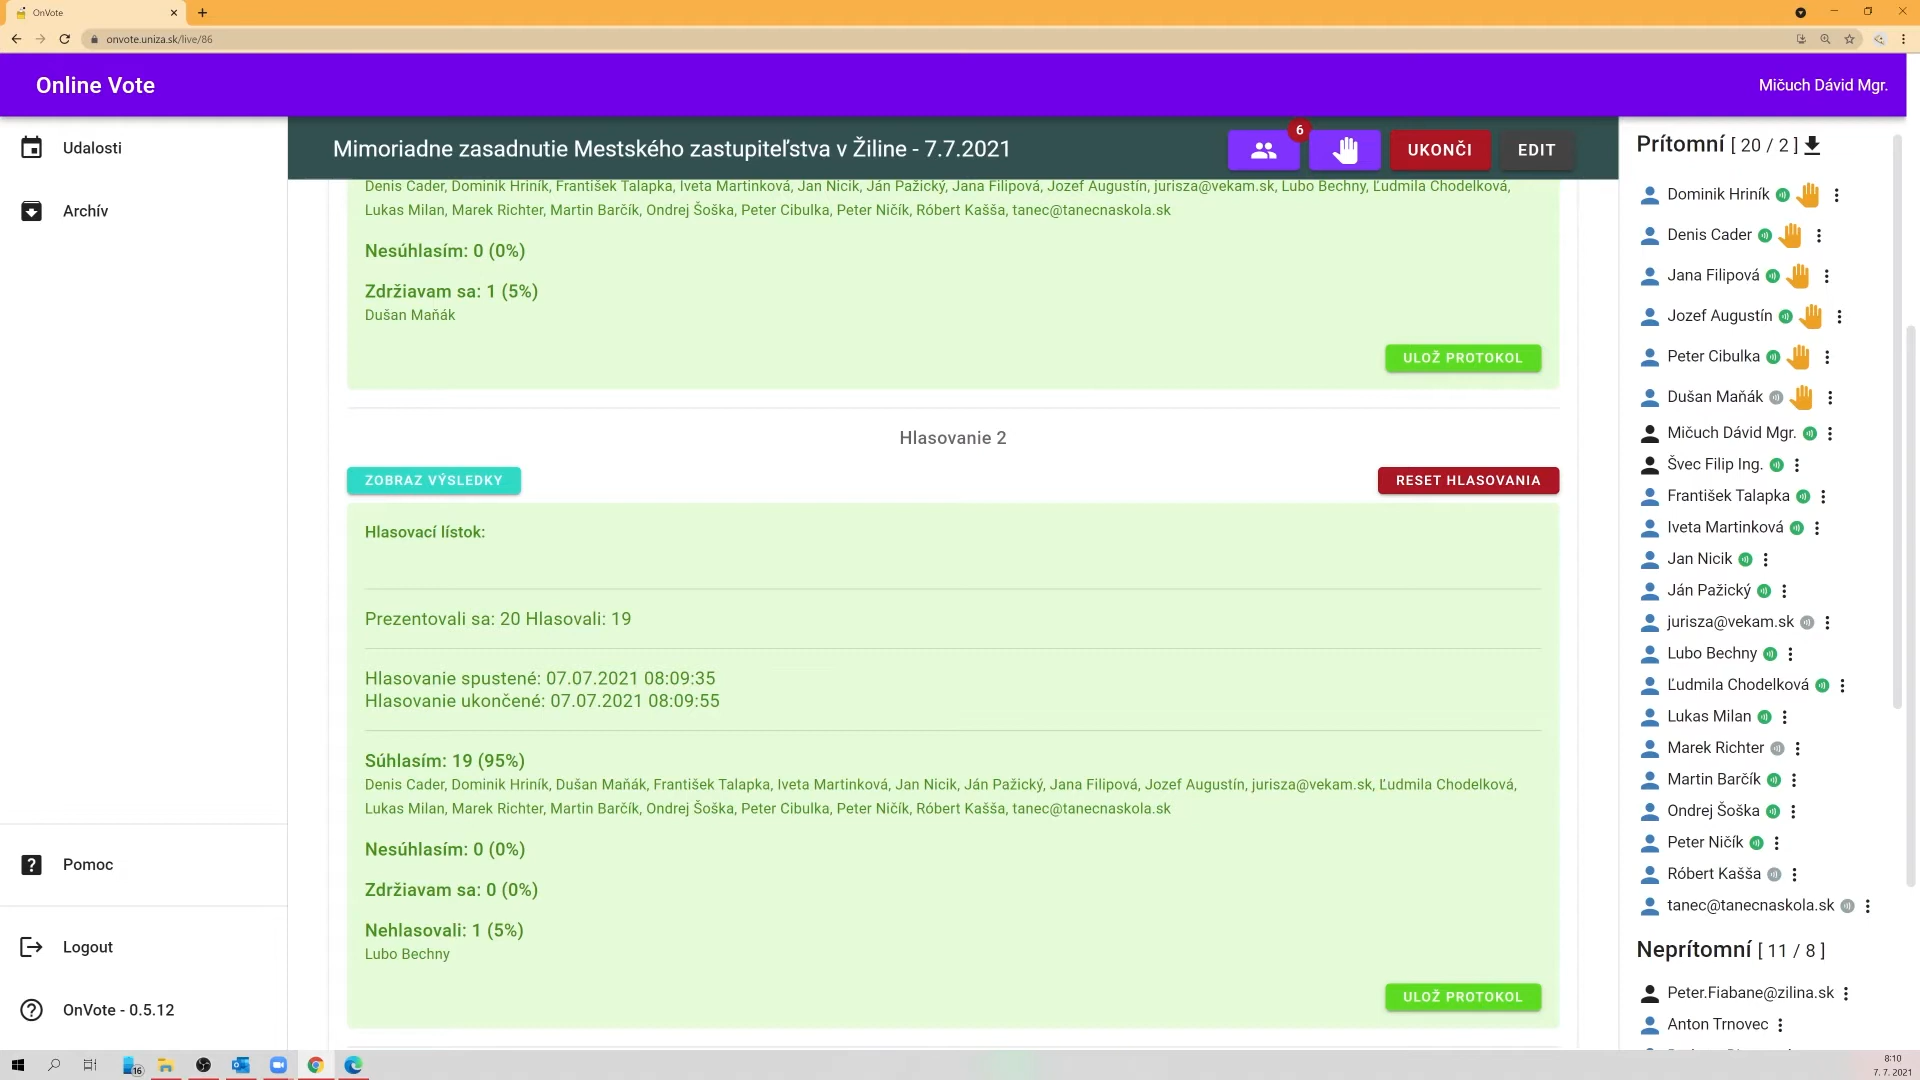 OnVote
onvote.uniza.sk/live/86
Online Vote
Mičuch Dávid Mgr.
Udalosti
Archív
Pomoc
Logout
OnVote - 0.5.12
Mimoriadne zasadnutie Mestského zastupiteľstva v Žiline - 7.7.2021
6
UKONČI
EDIT
Denis Cader, Dominik Hriník, František Talapka, Iveta Martinková, Jan Nicik, Ján Pažický, Jana Filipová, Jozef Augustín, jurisza@vekam.sk, Lubo Bechny, Ľudmila Chodelková,
Lukas Milan, Marek Richter, Martin Barčík, Ondrej Šoška, Peter Cibulka, Peter Ničík, Róbert Kašša, tanec@tanecnaskola.sk
Nesúhlasím: 0 (0%)
Zdržiavam sa: 1 (5%)
Dušan Maňák
ULOŽ PROTOKOL
Hlasovanie 2
ZOBRAZ VÝSLEDKY
RESET HLASOVANIA
Hlasovací lístok:
Prezentovali sa: 20 Hlasovali: 19
Hlasovanie spustené: 07.07.2021 08:09:35
Hlasovanie ukončené: 07.07.2021 08:09:55
Súhlasím: 19 (95%)
Denis Cader, Dominik Hriník, Dušan Maňák, František Talapka, Iveta Martinková, Jan Nicik, Ján Pažický, Jana Filipová, Jozef Augustín, jurisza@vekam.sk, Ľudmila Chodelková,
Lukas Milan, Marek Richter, Martin Barčík, Ondrej Šoška, Peter Cibulka, Peter Ničík, Róbert Kašša, tanec@tanecnaskola.sk
Nesúhlasím: 0 (0%)
Zdržiavam sa: 0 (0%)
Nehlasovali: 1 (5%)
Lubo Bechny
ULOŽ PROTOKOL
Prítomní [ 20 / 2 ]
Dominik Hriník
Denis Cader
Jana Filipová
Jozef Augustín
Peter Cibulka
Dušan Maňák
Mičuch Dávid Mgr.
Švec Filip Ing.
František Talapka
Iveta Martinková
Jan Nicik
Ján Pažický
jurisza@vekam.sk
Lubo Bechny
Ľudmila Chodelková
Lukas Milan
Marek Richter
Martin Barčík
Ondrej Šoška
Peter Ničík
Róbert Kašša
tanec@tanecnaskola.sk
Neprítomní [ 11 / 8 ]
Peter.Fiabane@zilina.sk
Anton Trnovec
16
8:10
7. 7. 2021